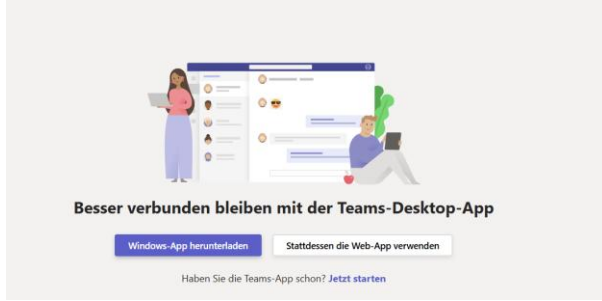 Besser verbunden bleiben mit der Teams-Desktop-App
Windows-App herunterladen Stattdessen die Web-App verwenden
Haben Sie die Teams-App schon? Jetzt starten